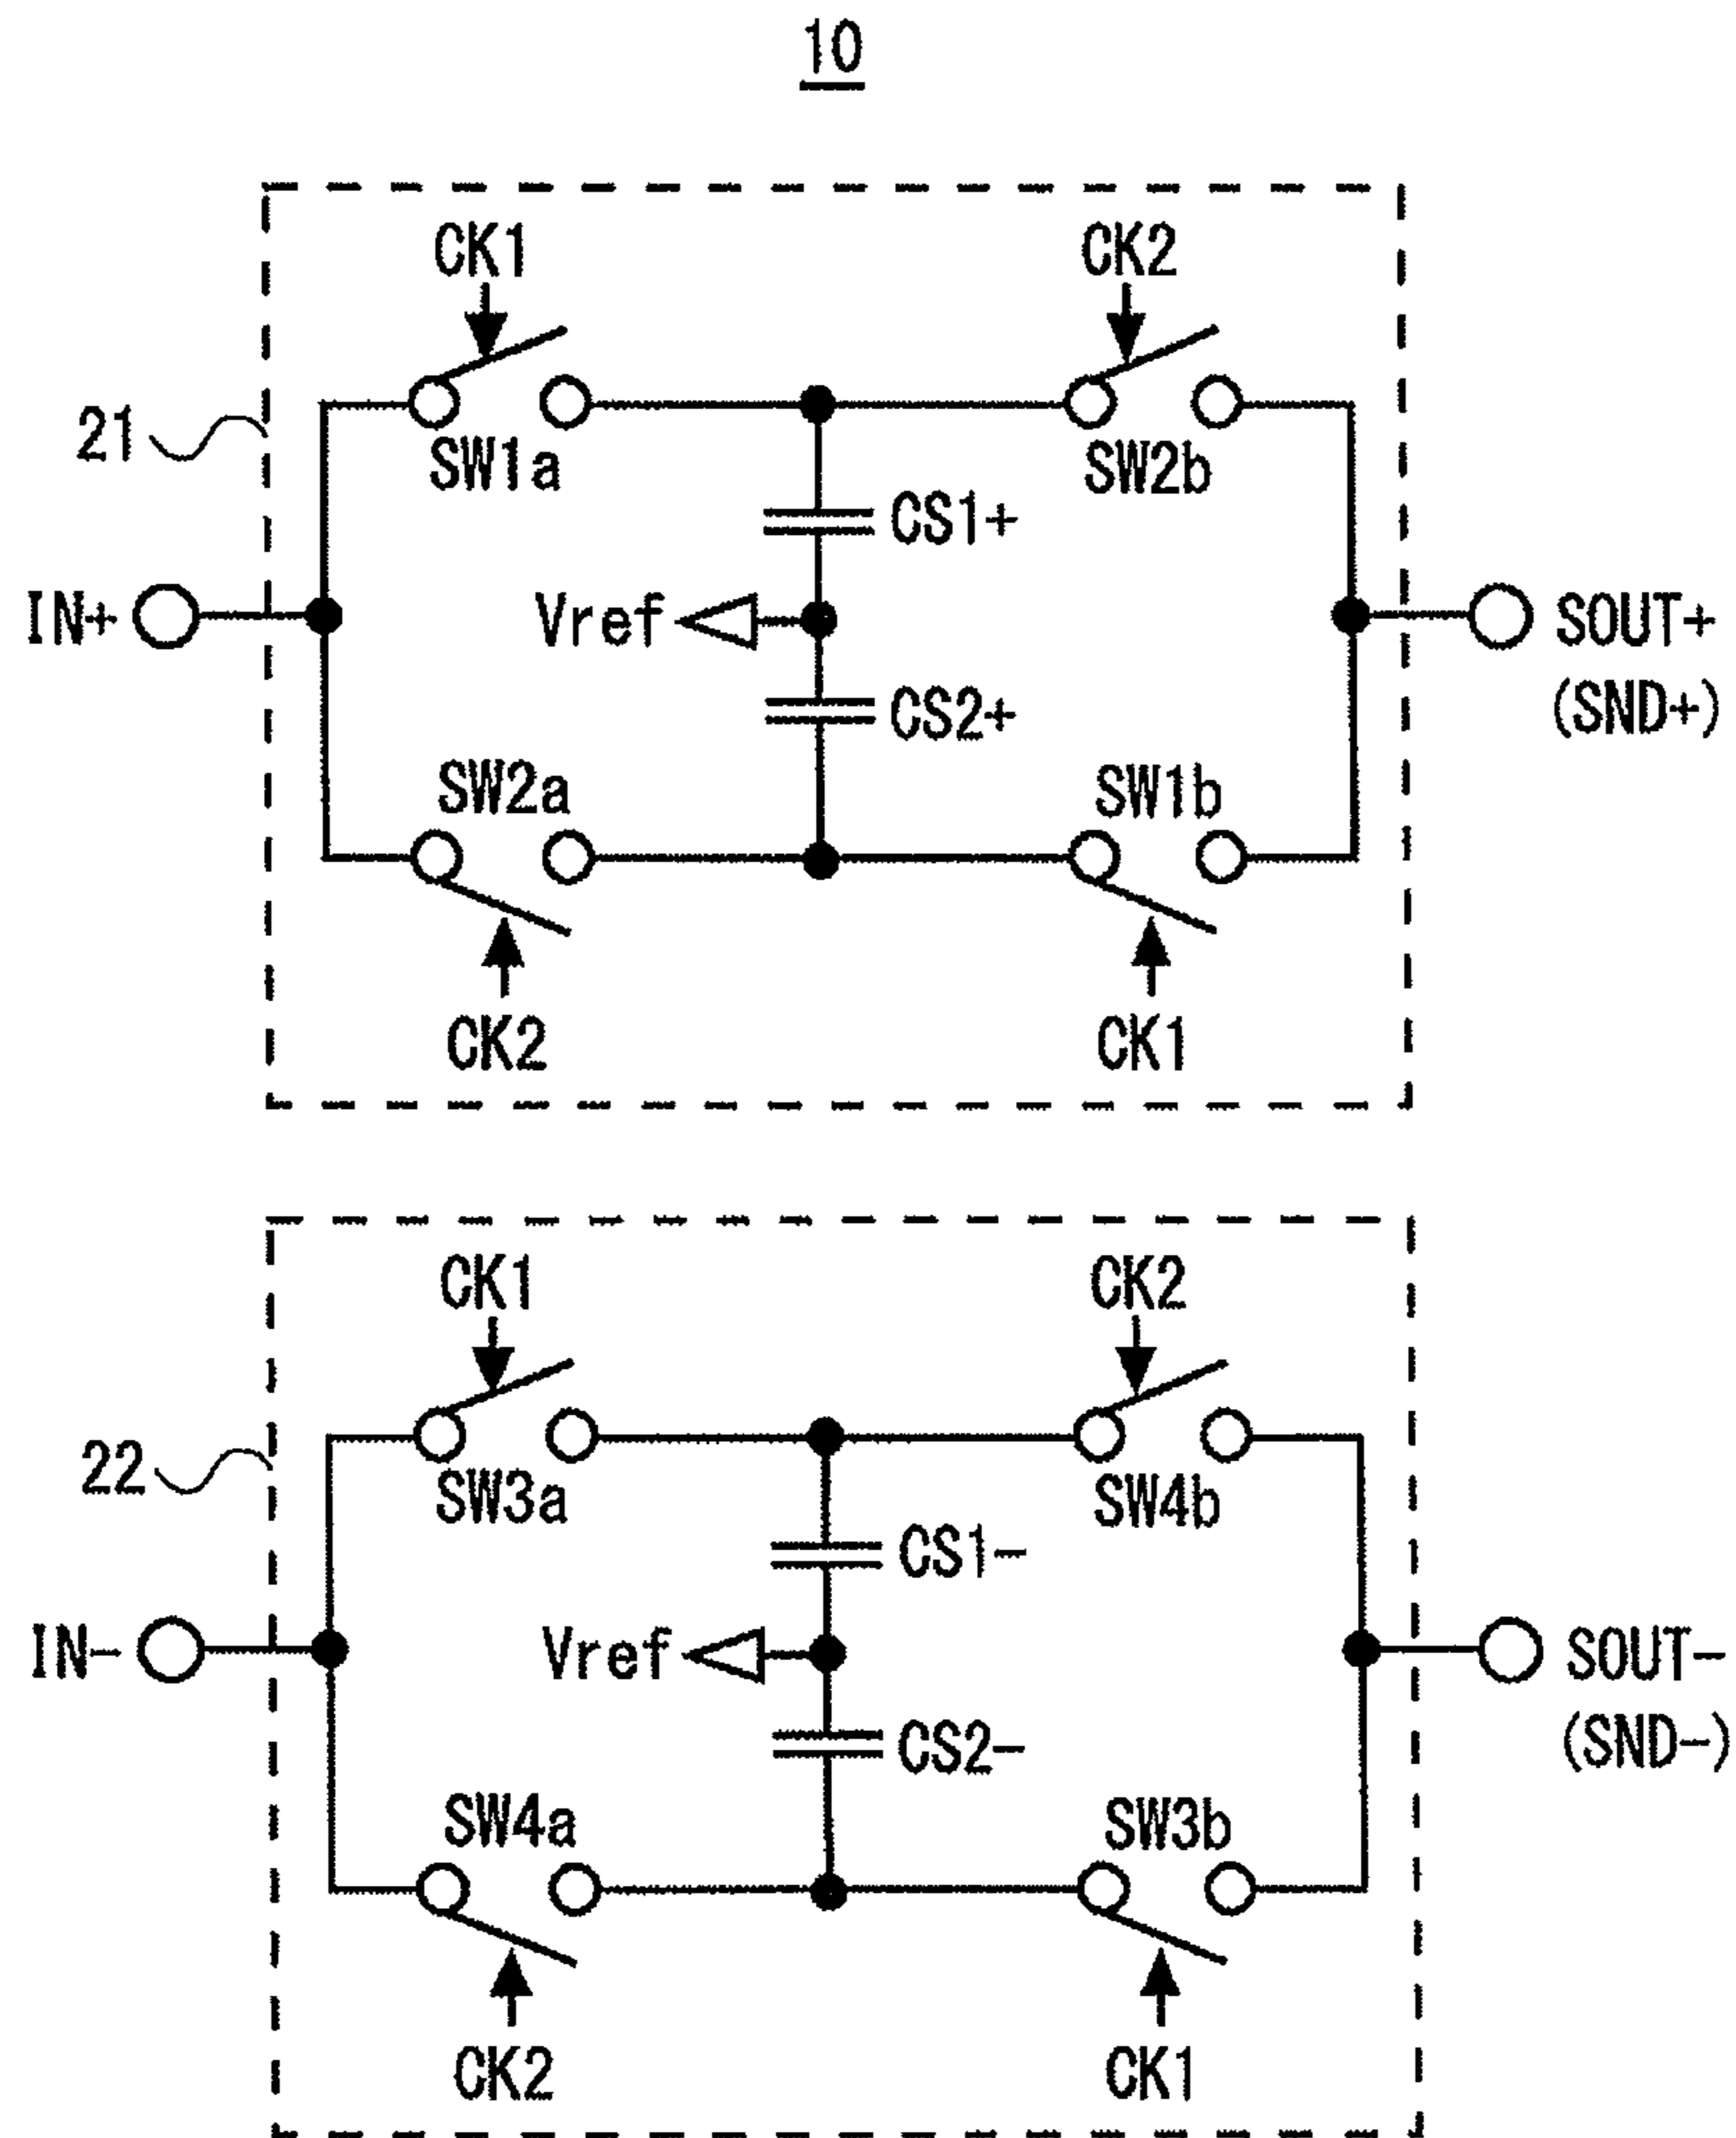 10
CK1
CK2
21
SW1a
SW2b
CS1+
IN+
Vref
SOUT+
(SND+)
CS2+
SW2a
SW1b
CK2
CK1
CK1
CK2
22
SW3a
SW4b
CS1-
IN-
Vref
SOUT-
(SND-)
CS2-
SW4a
SW3b
CK2
CK1